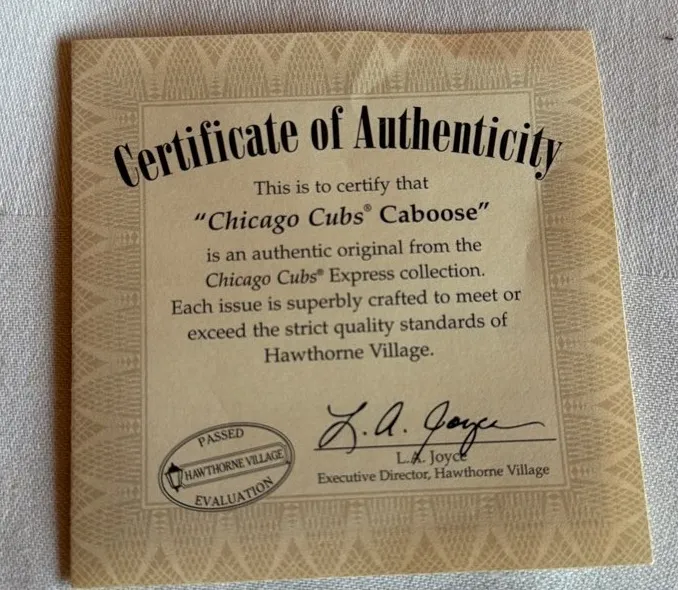 Certificate of Authenticity
This is to certify that
"Chicago Cubs® Caboose"
is an authentic original from the
Chicago Cubs® Express collection.
Each issue is superbly crafted to meet or
exceed the strict quality standards of
Hawthorne Village.
PASSED
HAWTHORNE VILLAGE
EVALUATION
L. A. Joyce
L.A. Joyce
Executive Director, Hawthorne Village